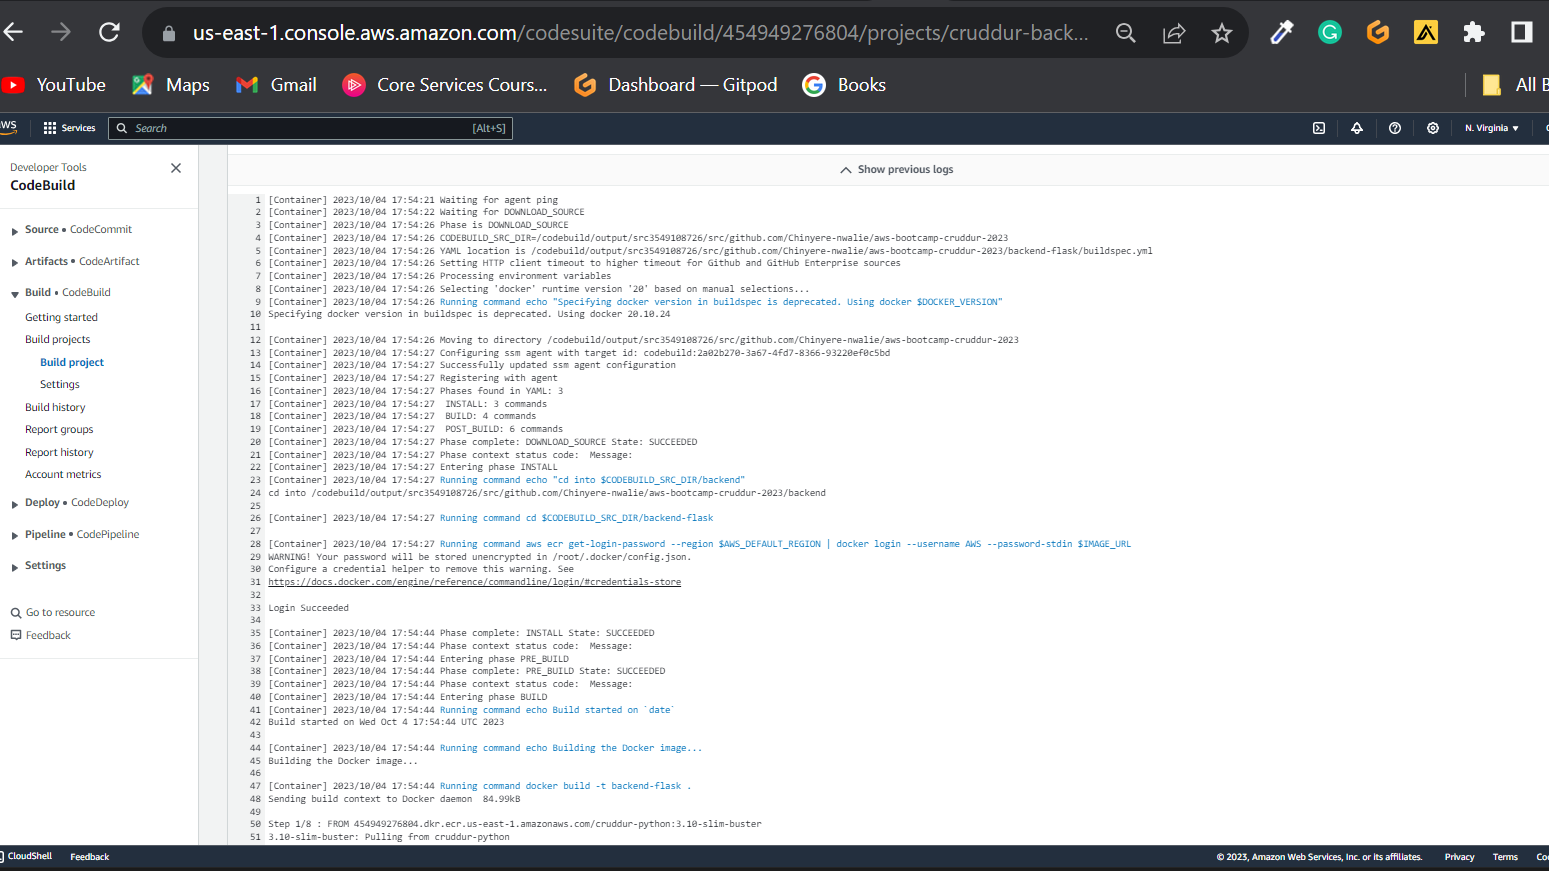 us-east-1.console.aws.amazon.com/codesuite/codebuild/454949276804/projects/cruddur-back...
YouTube Maps Gmail Core Services Cours... Dashboard — Gitpod Books All B
Services Search [Alt+S] N. Virginia
Developer Tools
CodeBuild
Source • CodeCommit
Artifacts • CodeArtifact
Build • CodeBuild
Getting started
Build projects
Build project
Settings
Build history
Report groups
Report history
Account metrics
Deploy • CodeDeploy
Pipeline • CodePipeline
Settings
Go to resource
Feedback
Show previous logs
1 [Container] 2023/10/04 17:54:21 Waiting for agent ping
2 [Container] 2023/10/04 17:54:22 Waiting for DOWNLOAD_SOURCE
3 [Container] 2023/10/04 17:54:26 Phase is DOWNLOAD_SOURCE
4 [Container] 2023/10/04 17:54:26 CODEBUILD_SRC_DIR=/codebuild/output/src3549108726/src/github.com/Chinyere-nwalie/aws-bootcamp-cruddur-2023
5 [Container] 2023/10/04 17:54:26 YAML location is /codebuild/output/src3549108726/src/github.com/Chinyere-nwalie/aws-bootcamp-cruddur-2023/backend-flask/buildspec.yml
6 [Container] 2023/10/04 17:54:26 Setting HTTP client timeout to higher timeout for Github and GitHub Enterprise sources
7 [Container] 2023/10/04 17:54:26 Processing environment variables
8 [Container] 2023/10/04 17:54:26 Selecting 'docker' runtime version '20' based on manual selections...
9 [Container] 2023/10/04 17:54:26 Running command echo "Specifying docker version in buildspec is deprecated. Using docker $DOCKER_VERSION"
10 Specifying docker version in buildspec is deprecated. Using docker 20.10.24
11
12 [Container] 2023/10/04 17:54:26 Moving to directory /codebuild/output/src3549108726/src/github.com/Chinyere-nwalie/aws-bootcamp-cruddur-2023
13 [Container] 2023/10/04 17:54:27 Configuring ssm agent with target id: codebuild:2a02b270-3a67-4fd7-8366-93220ef0c5bd
14 [Container] 2023/10/04 17:54:27 Successfully updated ssm agent configuration
15 [Container] 2023/10/04 17:54:27 Registering with agent
16 [Container] 2023/10/04 17:54:27 Phases found in YAML: 3
17 [Container] 2023/10/04 17:54:27 INSTALL: 3 commands
18 [Container] 2023/10/04 17:54:27 BUILD: 4 commands
19 [Container] 2023/10/04 17:54:27 POST_BUILD: 6 commands
20 [Container] 2023/10/04 17:54:27 Phase complete: DOWNLOAD_SOURCE State: SUCCEEDED
21 [Container] 2023/10/04 17:54:27 Phase context status code: Message:
22 [Container] 2023/10/04 17:54:27 Entering phase INSTALL
23 [Container] 2023/10/04 17:54:27 Running command echo "cd into $CODEBUILD_SRC_DIR/backend"
24 cd into /codebuild/output/src3549108726/src/github.com/Chinyere-nwalie/aws-bootcamp-cruddur-2023/backend
25
26 [Container] 2023/10/04 17:54:27 Running command cd $CODEBUILD_SRC_DIR/backend-flask
27
28 [Container] 2023/10/04 17:54:27 Running command aws ecr get-login-password --region $AWS_DEFAULT_REGION | docker login --username AWS --password-stdin $IMAGE_URL
29 WARNING! Your password will be stored unencrypted in /root/.docker/config.json.
30 Configure a credential helper to remove this warning. See
31 https://docs.docker.com/engine/reference/commandline/login/#credentials-store
32
33 Login Succeeded
34
35 [Container] 2023/10/04 17:54:44 Phase complete: INSTALL State: SUCCEEDED
36 [Container] 2023/10/04 17:54:44 Phase context status code: Message:
37 [Container] 2023/10/04 17:54:44 Entering phase PRE_BUILD
38 [Container] 2023/10/04 17:54:44 Phase complete: PRE_BUILD State: SUCCEEDED
39 [Container] 2023/10/04 17:54:44 Phase context status code: Message:
40 [Container] 2023/10/04 17:54:44 Entering phase BUILD
41 [Container] 2023/10/04 17:54:44 Running command echo Build started on `date`
42 Build started on Wed Oct 4 17:54:44 UTC 2023
43
44 [Container] 2023/10/04 17:54:44 Running command echo Building the Docker image...
45 Building the Docker image...
46
47 [Container] 2023/10/04 17:54:44 Running command docker build -t backend-flask .
48 Sending build context to Docker daemon 84.99kB
49
50 Step 1/8 : FROM 454949276804.dkr.ecr.us-east-1.amazonaws.com/cruddur-python:3.10-slim-buster
51 3.10-slim-buster: Pulling from cruddur-python
CloudShell Feedback © 2023, Amazon Web Services, Inc. or its affiliates. Privacy Terms Coo